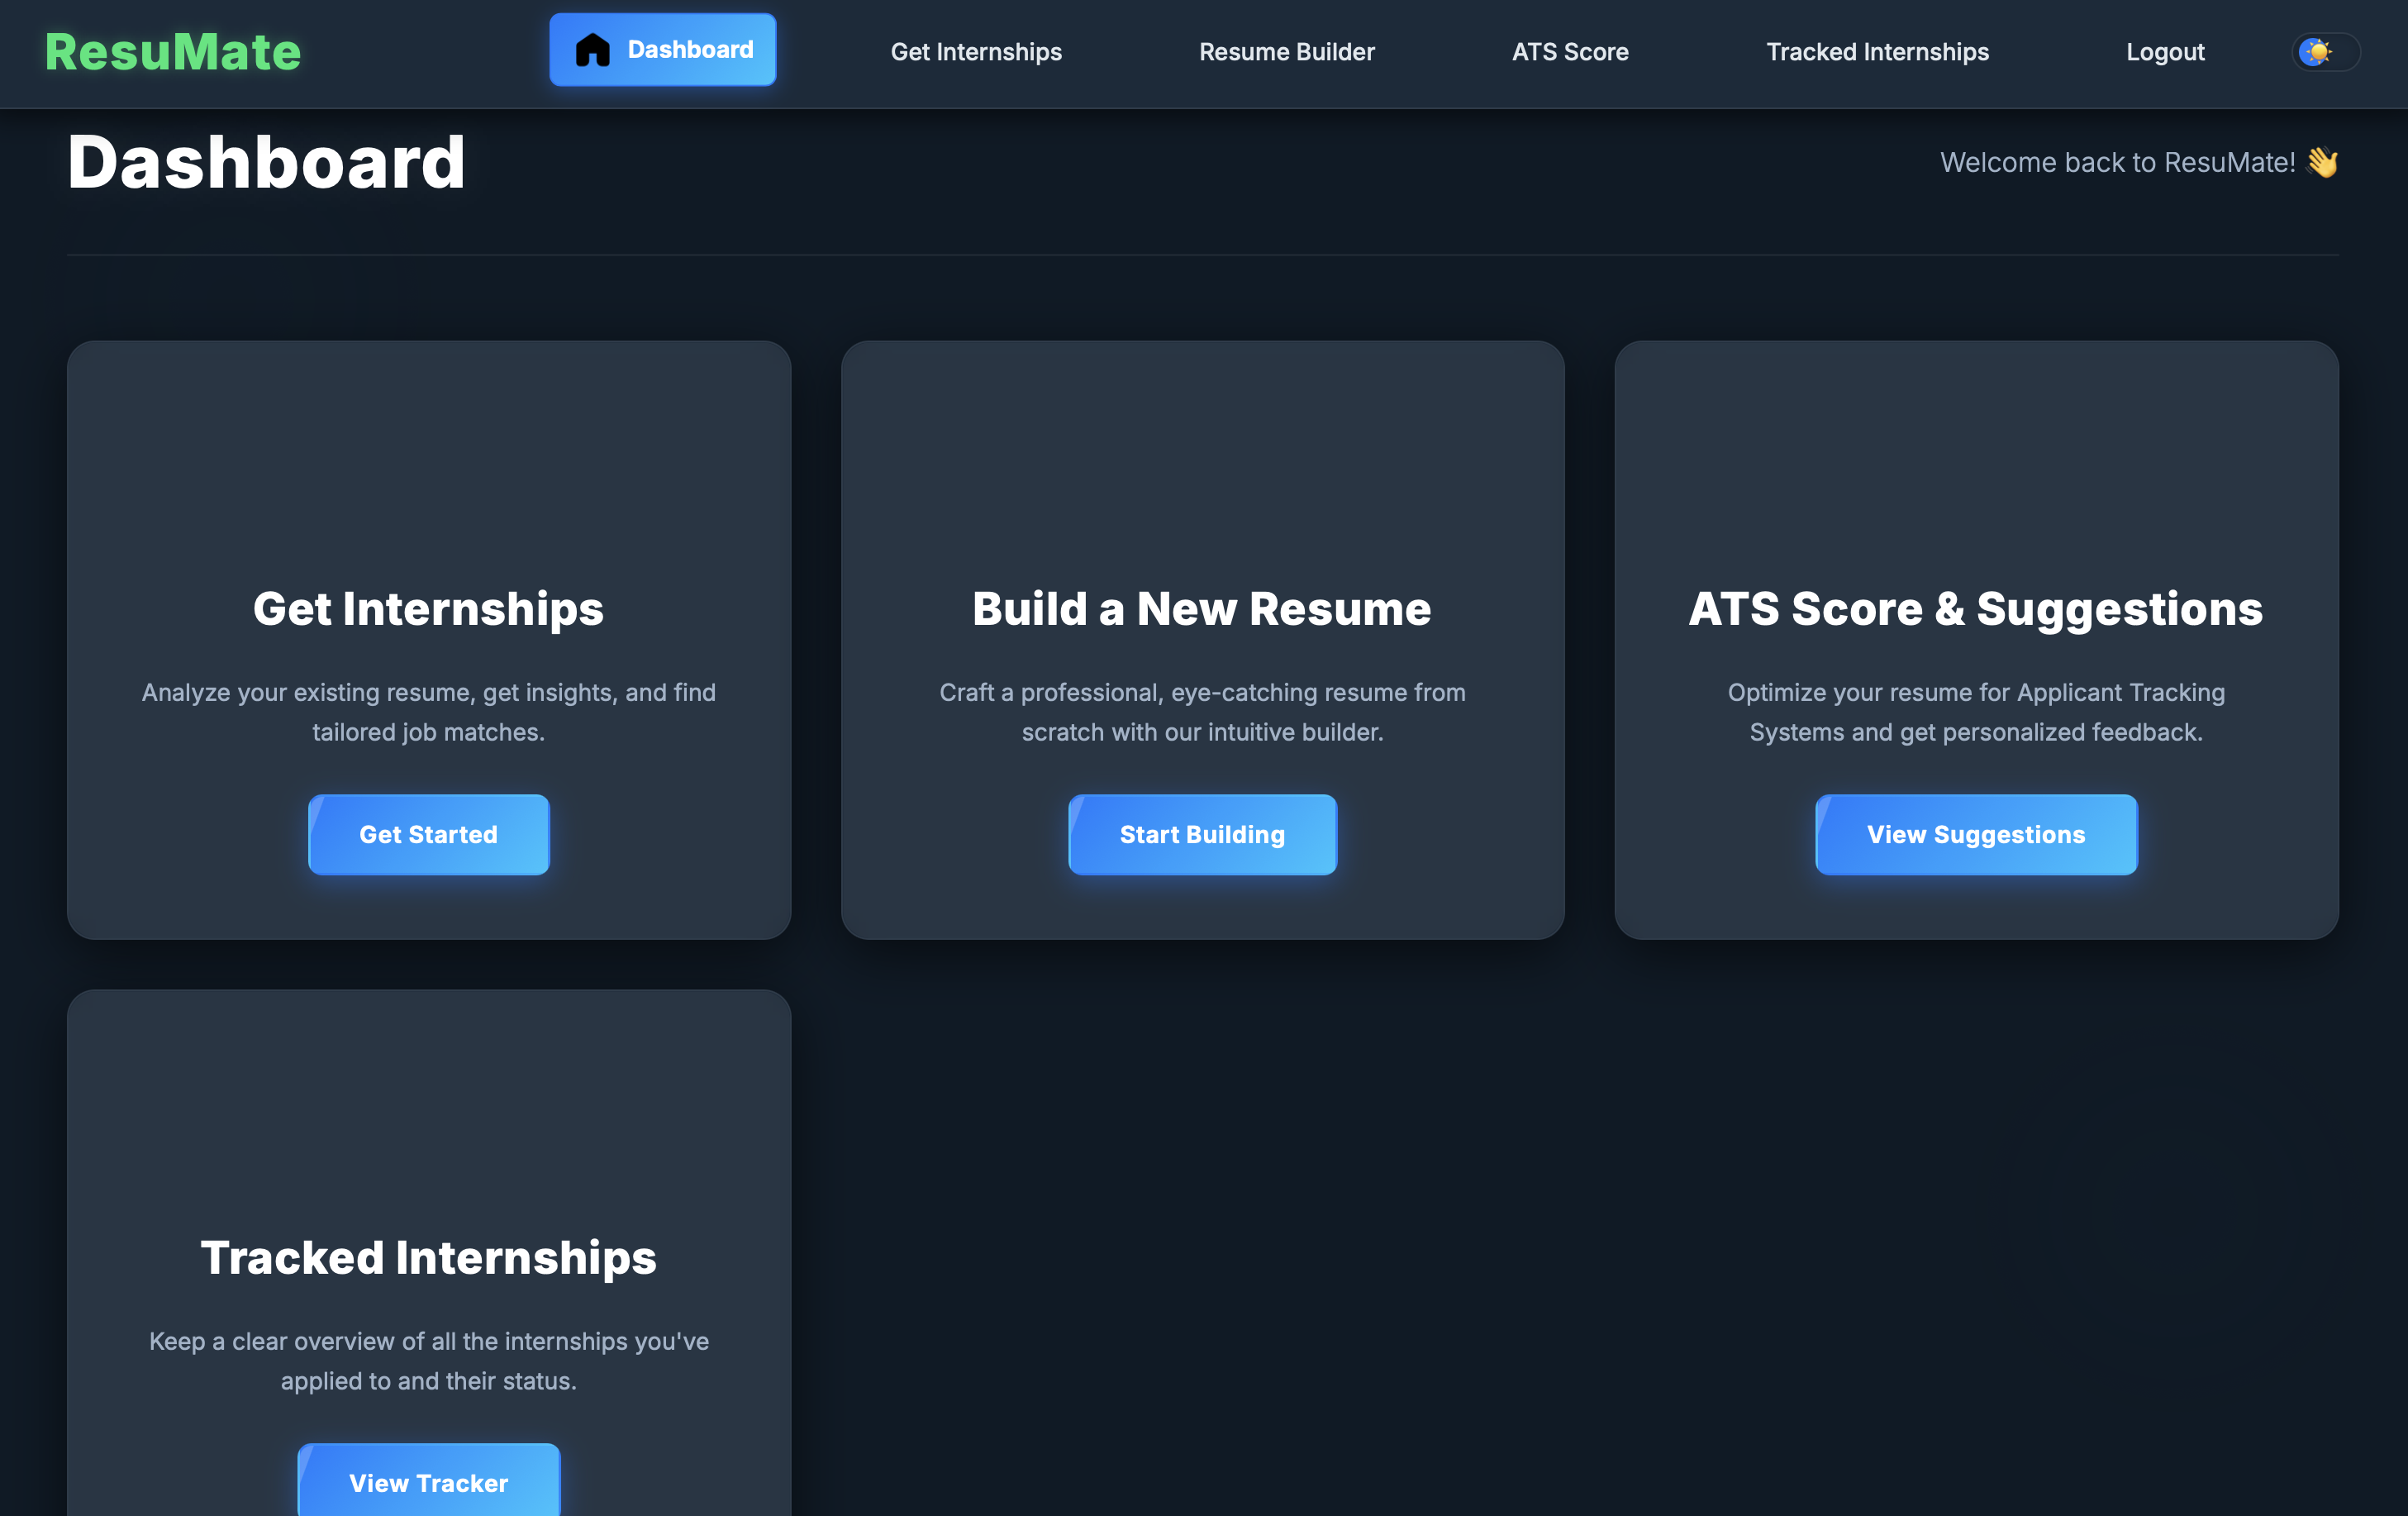 ResuMate
Dashboard
Get Internships
Resume Builder
ATS Score
Tracked Internships
Logout
Dashboard
Welcome back to ResuMate! 👋
Get Internships
Analyze your existing resume, get insights, and find
tailored job matches.
Get Started
Build a New Resume
Craft a professional, eye-catching resume from
scratch with our intuitive builder.
Start Building
ATS Score & Suggestions
Optimize your resume for Applicant Tracking
Systems and get personalized feedback.
View Suggestions
Tracked Internships
Keep a clear overview of all the internships you've
applied to and their status.
View Tracker